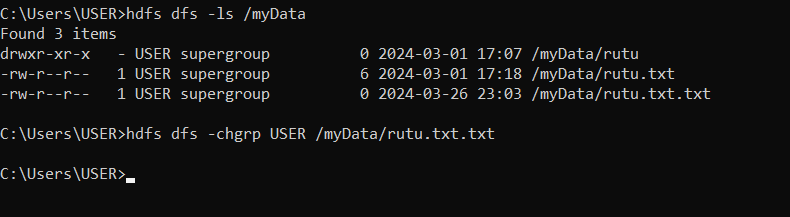 C:\Users\USER>hdfs dfs -ls /myData
Found 3 items
drwxr-xr-x   - USER supergroup          0 2024-03-01 17:07 /myData/rutu
-rw-r--r--   1 USER supergroup          6 2024-03-01 17:18 /myData/rutu.txt
-rw-r--r--   1 USER supergroup          0 2024-03-26 23:03 /myData/rutu.txt.txt
C:\Users\USER>hdfs dfs -chgrp USER /myData/rutu.txt.txt
C:\Users\USER>